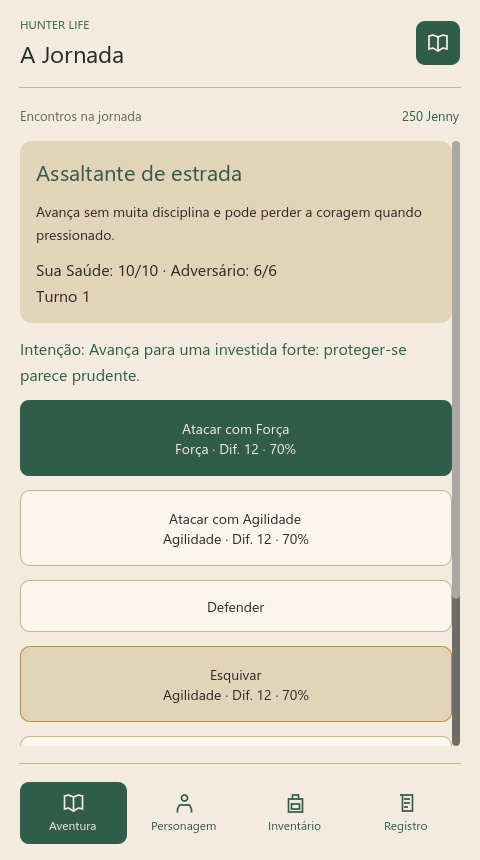 HUNTER LIFE
A Jornada
Encontros na jornada
250 Jenny
Assaltante de estrada
Avança sem muita disciplina e pode perder a coragem quando
pressionado.
Sua Saúde: 10/10 · Adversário: 6/6
Turno 1
Intenção: Avança para uma investida forte: proteger-se
parece prudente.
Atacar com Força
Força · Dif. 12 · 70%
Atacar com Agilidade
Agilidade · Dif. 12 · 70%
Defender
Esquivar
Agilidade · Dif. 12 · 70%
Aventura
Personagem
Inventário
Registro